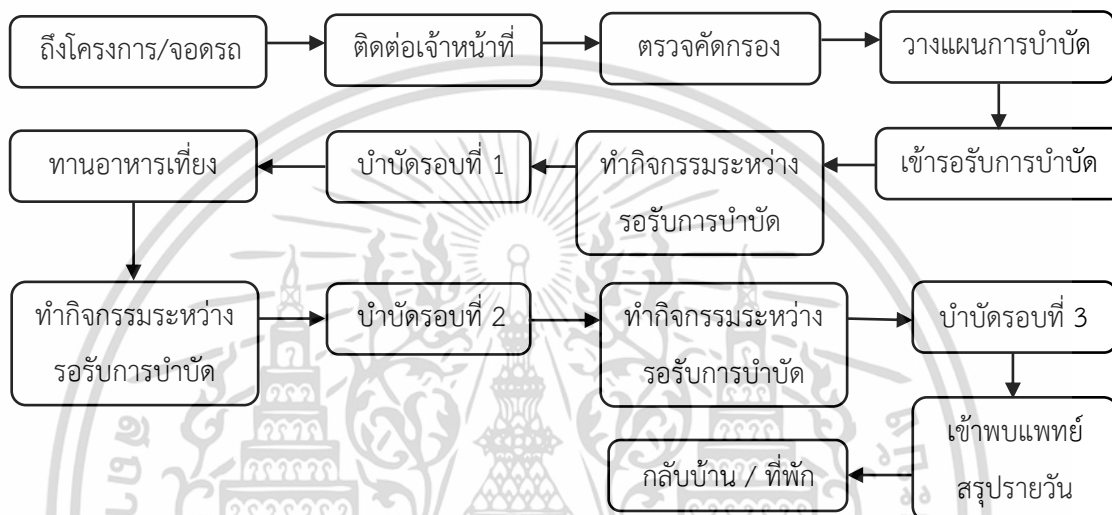 ถึงโครงการ/จอดรถ
ติดต่อเจ้าหน้าที่
ตรวจคัดกรอง
วางแผนการบำบัด
เข้ารอรับการบำบัด
ทำกิจกรรมระหว่าง
รอรับการบำบัด
บำบัดรอบที่ 1
ทานอาหารเที่ยง
ทำกิจกรรมระหว่าง
รอรับการบำบัด
บำบัดรอบที่ 2
ทำกิจกรรมระหว่าง
รอรับการบำบัด
บำบัดรอบที่ 3
เข้าพบแพทย์
สรุปรายวัน
กลับบ้าน / ที่พัก